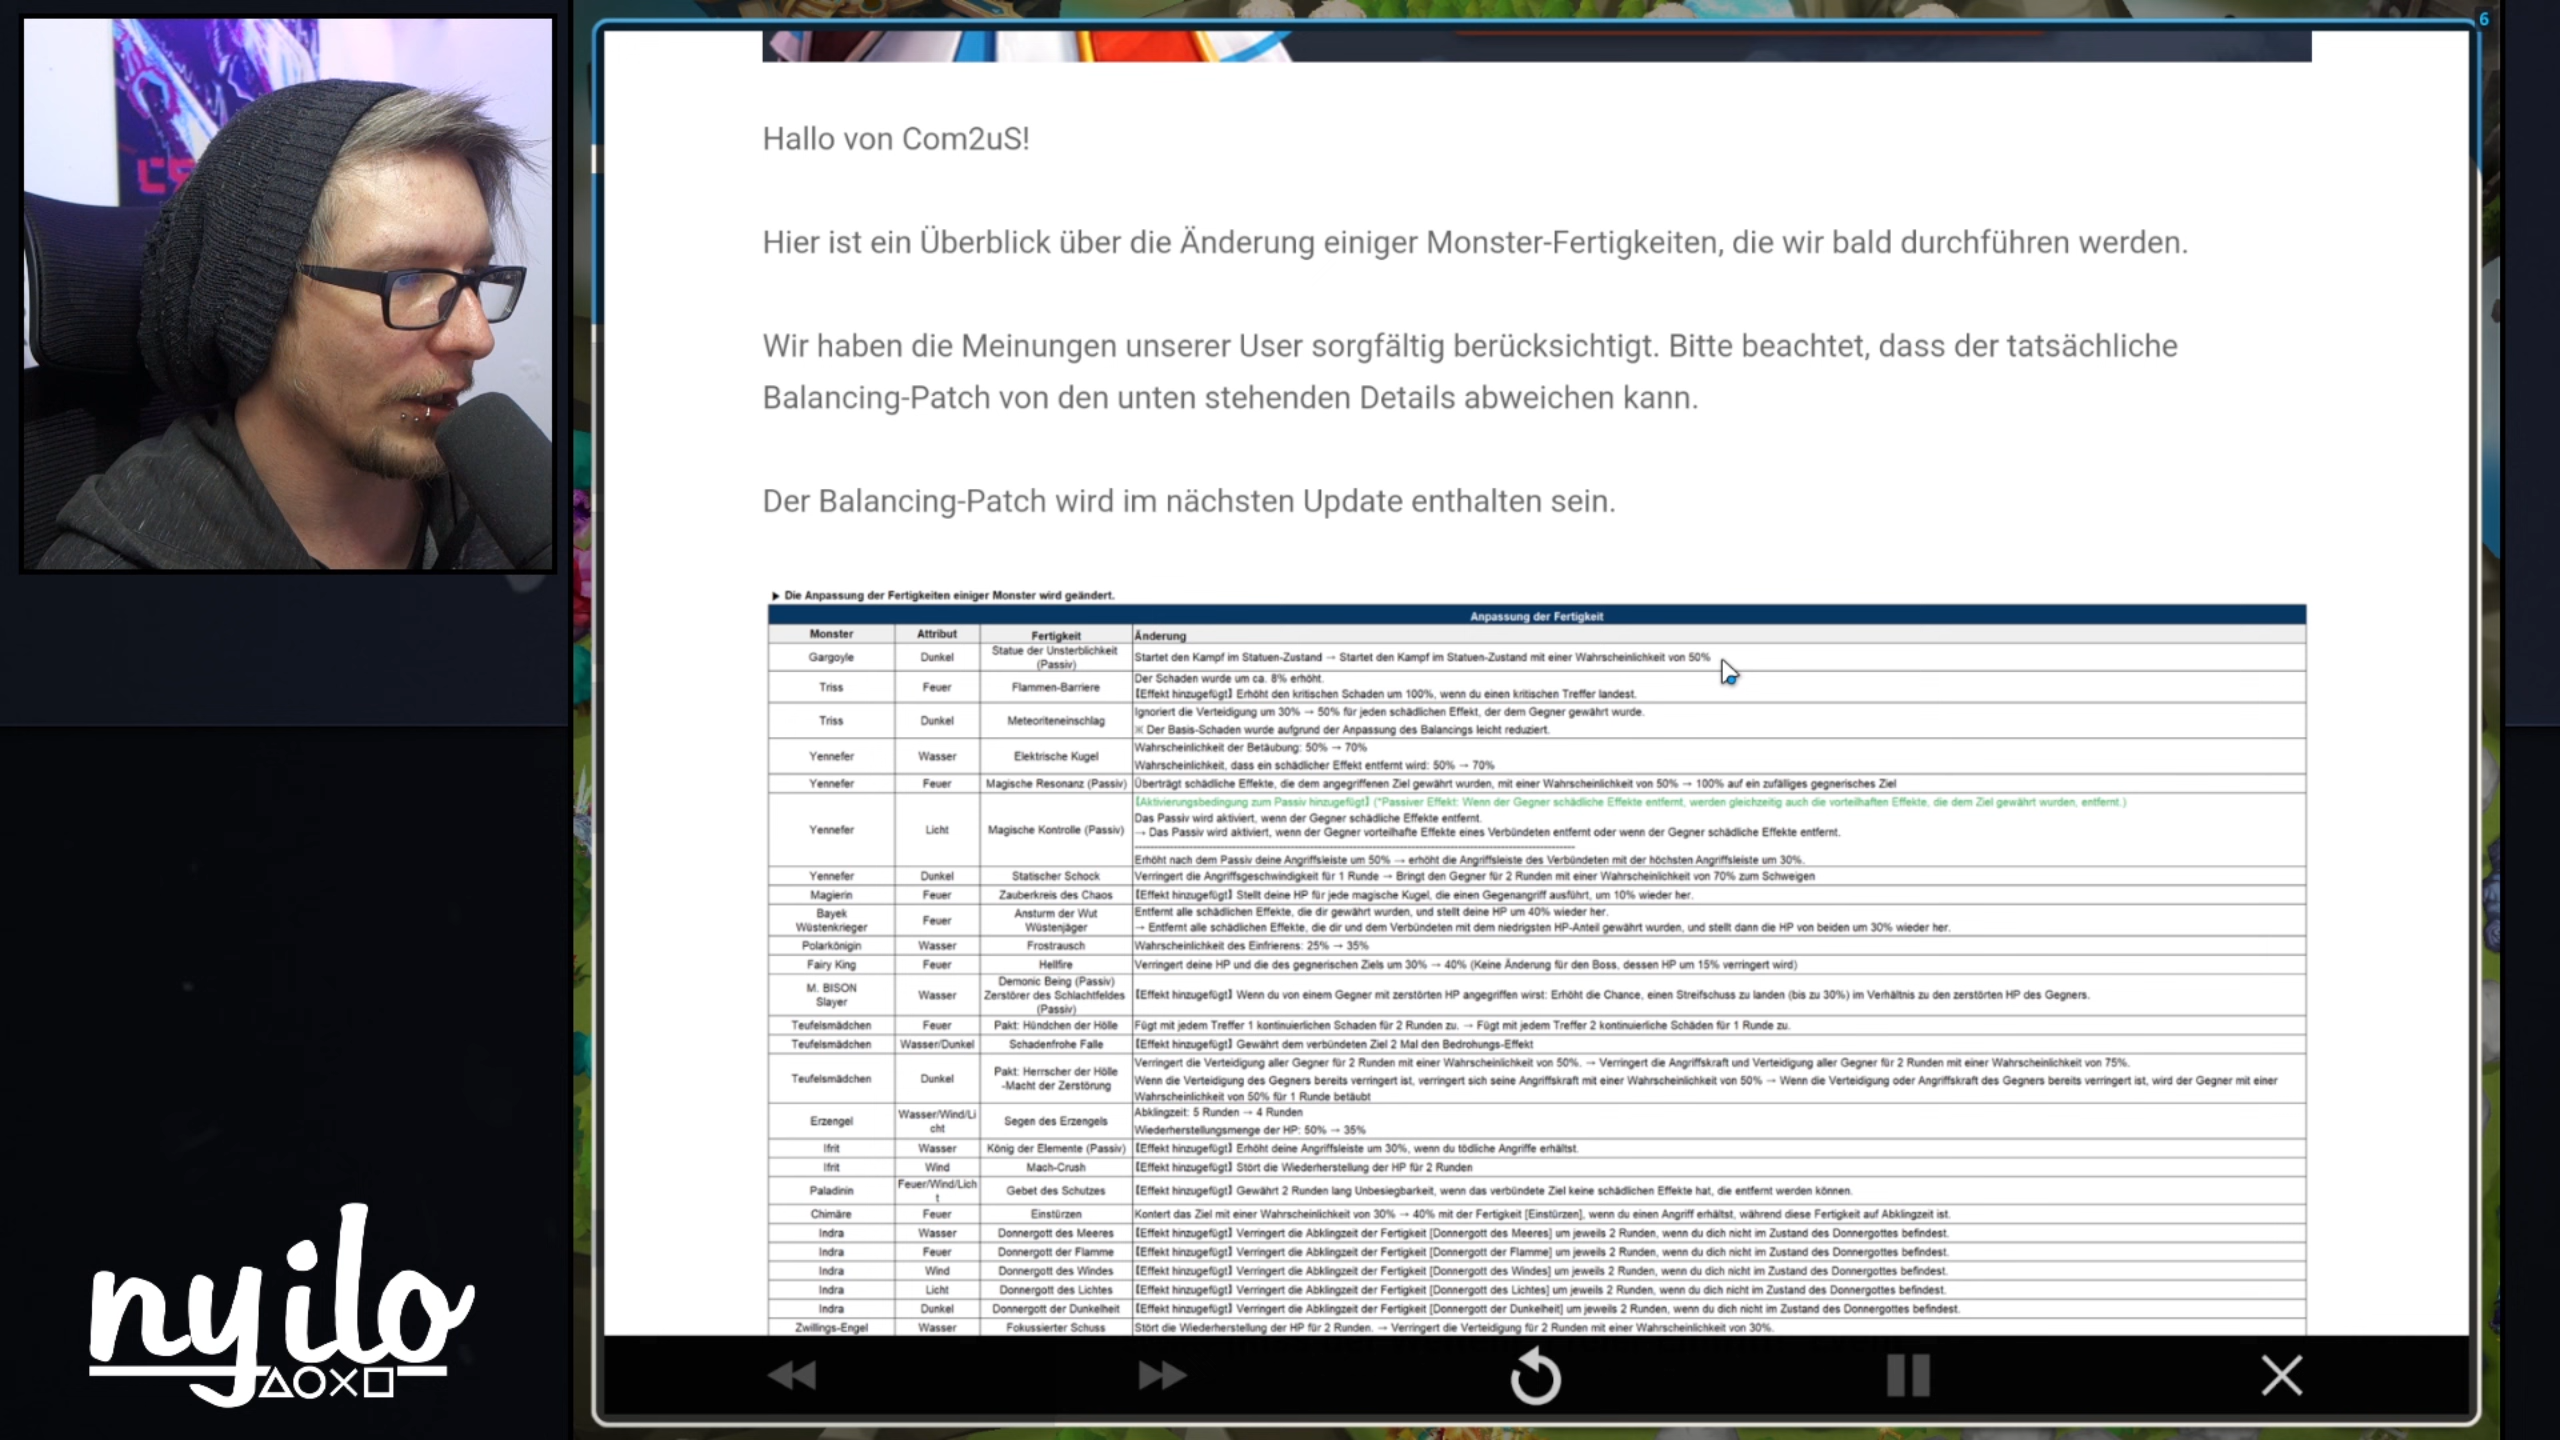 6
Hallo von Com2uS!
Hier ist ein Überblick über die Änderung einiger Monster-Fertigkeiten, die wir bald durchführen werden.
Wir haben die Meinungen unserer User sorgfältig berücksichtigt. Bitte beachtet, dass der tatsächliche
Balancing-Patch von den unten stehenden Details abweichen kann.
Der Balancing-Patch wird im nächsten Update enthalten sein.
▶ Die Anpassung der Fertigkeiten einiger Monster wird geändert.
Anpassung der Fertigkeit
Monster Attribut Fertigkeit Änderung
Gargoyle Dunkel Statue der Unsterblichkeit (Passiv) Startet den Kampf im Statuen-Zustand → Startet den Kampf im Statuen-Zustand mit einer Wahrscheinlichkeit von 50%
Triss Feuer Flammen-Barriere Der Schaden wurde um ca. 8% erhöht.
[Effekt hinzugefügt] Erhöht den kritischen Schaden um 100%, wenn du einen kritischen Treffer landest.
Triss Dunkel Meteoriteneinschlag Ignoriert die Verteidigung um 30% → 50% für jeden schädlichen Effekt, der dem Gegner gewährt wurde.
※ Der Basis-Schaden wurde aufgrund der Anpassung des Balancings leicht reduziert.
Yennefer Wasser Elektrische Kugel Wahrscheinlichkeit der Betäubung: 50% → 70%
Wahrscheinlichkeit, dass ein schädlicher Effekt entfernt wird: 50% → 70%
Yennefer Feuer Magische Resonanz (Passiv) Überträgt schädliche Effekte, die dem angegriffenen Ziel gewährt wurden, mit einer Wahrscheinlichkeit von 50% → 100% auf ein zufälliges gegnerisches Ziel
Yennefer Licht Magische Kontrolle (Passiv) [Aktivierungsbedingung zum Passiv hinzugefügt] (*Passiver Effekt: Wenn der Gegner schädliche Effekte entfernt, werden gleichzeitig auch die vorteilhaften Effekte, die dem Ziel gewährt wurden, entfernt.)
Das Passiv wird aktiviert, wenn der Gegner schädliche Effekte entfernt.
→ Das Passiv wird aktiviert, wenn der Gegner vorteilhafte Effekte eines Verbündeten entfernt oder wenn der Gegner schädliche Effekte entfernt.
Erhöht nach dem Passiv deine Angriffsleiste um 50% → erhöht die Angriffsleiste des Verbündeten mit der höchsten Angriffsleiste um 30%.
Yennefer Dunkel Statischer Schock Verringert die Angriffsgeschwindigkeit für 1 Runde → Bringt den Gegner für 2 Runden mit einer Wahrscheinlichkeit von 70% zum Schweigen
Magierin Feuer Zauberkreis des Chaos [Effekt hinzugefügt] Stellt deine HP für jede magische Kugel, die einen Gegenangriff ausführt, um 10% wieder her.
Bayek Wüstenkrieger Feuer Ansturm der Wut Wüstenjäger Entfernt alle schädlichen Effekte, die dir gewährt wurden, und stellt deine HP um 40% wieder her.
→ Entfernt alle schädlichen Effekte, die dir und dem Verbündeten mit dem niedrigsten HP-Anteil gewährt wurden, und stellt dann die HP von beiden um 30% wieder her.
Polarkönigin Wasser Frostrausch Wahrscheinlichkeit des Einfrierens: 25% → 35%
Fairy King Feuer Hellfire Verringert deine HP und die des gegnerischen Ziels um 30% → 40% (Keine Änderung für den Boss, dessen HP um 15% verringert wird)
M. BISON Slayer Wasser Demonic Being (Passiv) Zerstörer des Schlachtfeldes (Passiv) [Effekt hinzugefügt] Wenn du von einem Gegner mit zerstörten HP angegriffen wirst: Erhöht die Chance, einen Streifschuss zu landen (bis zu 30%) im Verhältnis zu den zerstörten HP des Gegners.
Teufelsmädchen Feuer Pakt: Hündchen der Hölle Fügt mit jedem Treffer 1 kontinuierlichen Schaden für 2 Runden zu. → Fügt mit jedem Treffer 2 kontinuierliche Schäden für 1 Runde zu.
Teufelsmädchen Wasser/Dunkel Schadenfrohe Falle [Effekt hinzugefügt] Gewährt dem verbündeten Ziel 2 Mal den Bedrohungs-Effekt
Teufelsmädchen Dunkel Pakt: Herrscher der Hölle -Macht der Zerstörung Verringert die Verteidigung aller Gegner für 2 Runden mit einer Wahrscheinlichkeit von 50%. → Verringert die Angriffskraft und Verteidigung aller Gegner für 2 Runden mit einer Wahrscheinlichkeit von 75%.
Wenn die Verteidigung des Gegners bereits verringert ist, verringert sich seine Angriffskraft mit einer Wahrscheinlichkeit von 50% → Wenn die Verteidigung oder Angriffskraft des Gegners bereits verringert ist, wird der Gegner mit einer
Wahrscheinlichkeit von 50% für 1 Runde betäubt
Erzengel Wasser/Wind/Licht Segen des Erzengels Abklingzeit: 5 Runden → 4 Runden
Wiederherstellungsmenge der HP: 50% → 35%
Ifrit Wasser König der Elemente (Passiv) [Effekt hinzugefügt] Erhöht deine Angriffsleiste um 30%, wenn du tödliche Angriffe erhältst.
Ifrit Wind Mach-Crush [Effekt hinzugefügt] Stört die Wiederherstellung der HP für 2 Runden
Paladinin Feuer/Wind/Licht Gebet des Schutzes [Effekt hinzugefügt] Gewährt 2 Runden lang Unbesiegbarkeit, wenn das verbündete Ziel keine schädlichen Effekte hat, die entfernt werden können.
Chimäre Feuer Einstürzen Kontert das Ziel mit einer Wahrscheinlichkeit von 30% → 40% mit der Fertigkeit [Einstürzen], wenn du einen Angriff erhältst, während diese Fertigkeit auf Abklingzeit ist.
Indra Wasser Donnergott des Meeres [Effekt hinzugefügt] Verringert die Abklingzeit der Fertigkeit [Donnergott des Meeres] um jeweils 2 Runden, wenn du dich nicht im Zustand des Donnergottes befindest.
Indra Feuer Donnergott der Flamme [Effekt hinzugefügt] Verringert die Abklingzeit der Fertigkeit [Donnergott der Flamme] um jeweils 2 Runden, wenn du dich nicht im Zustand des Donnergottes befindest.
Indra Wind Donnergott des Windes [Effekt hinzugefügt] Verringert die Abklingzeit der Fertigkeit [Donnergott des Windes] um jeweils 2 Runden, wenn du dich nicht im Zustand des Donnergottes befindest.
Indra Licht Donnergott des Lichtes [Effekt hinzugefügt] Verringert die Abklingzeit der Fertigkeit [Donnergott des Lichtes] um jeweils 2 Runden, wenn du dich nicht im Zustand des Donnergottes befindest.
Indra Dunkel Donnergott der Dunkelheit [Effekt hinzugefügt] Verringert die Abklingzeit der Fertigkeit [Donnergott der Dunkelheit] um jeweils 2 Runden, wenn du dich nicht im Zustand des Donnergottes befindest.
Zwillings-Engel Wasser Fokussierter Schuss Stört die Wiederherstellung der HP für 2 Runden. → Verringert die Verteidigung für 2 Runden mit einer Wahrscheinlichkeit von 30%.
nyilo